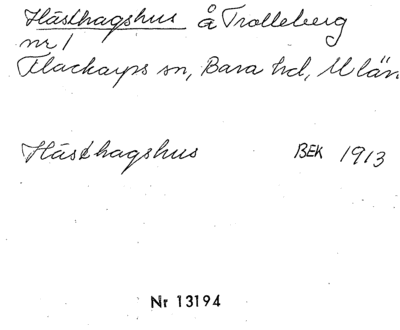 Hästhagshus å Trolleberg
nr 1
Flackarps sn, Bara hd, M län
Hästhagshus BEK 1913
Nr 13194